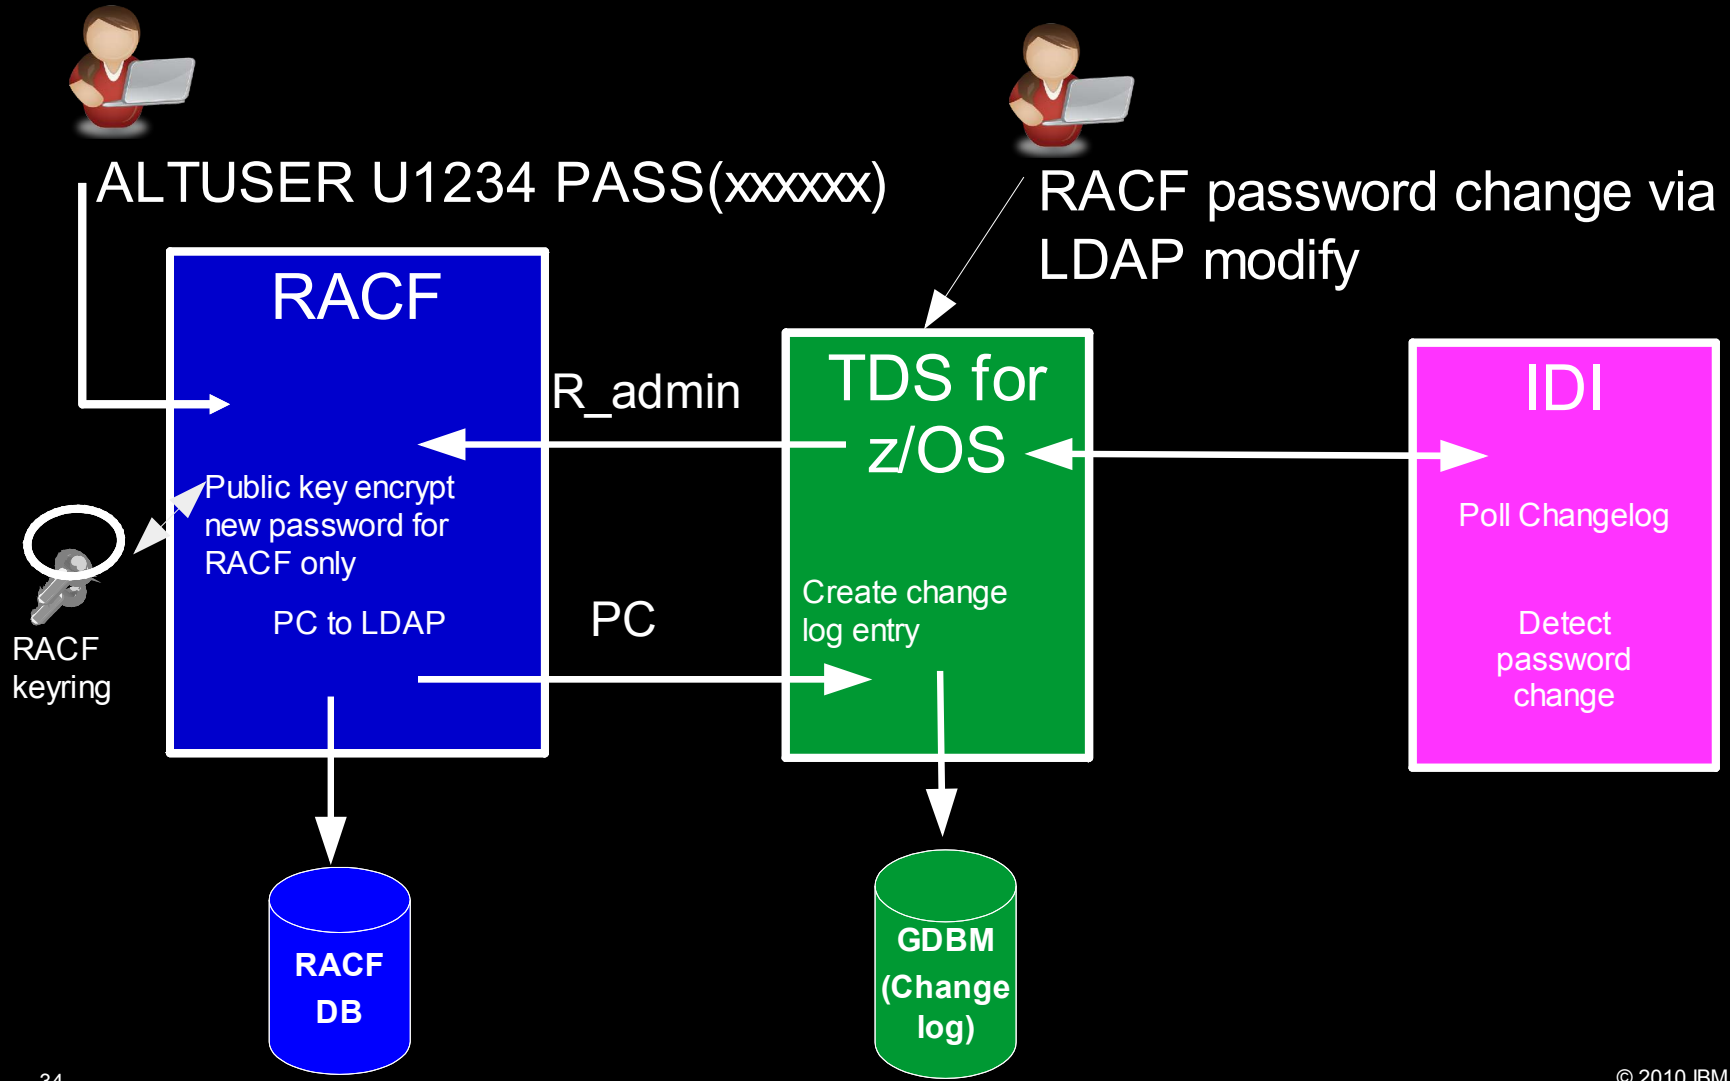 ALTUSER U1234 PASS(xxxxxx)
RACF password change via
LDAP modify
RACF
R_admin
TDS for
z/OS
IDI
Public key encrypt
new password for
RACF only
Poll Changelog
PC to LDAP
PC
Create change
log entry
Detect
password
change
RACF
keyring
RACF
DB
GDBM
(Change
log)
34
© 2010 IBM